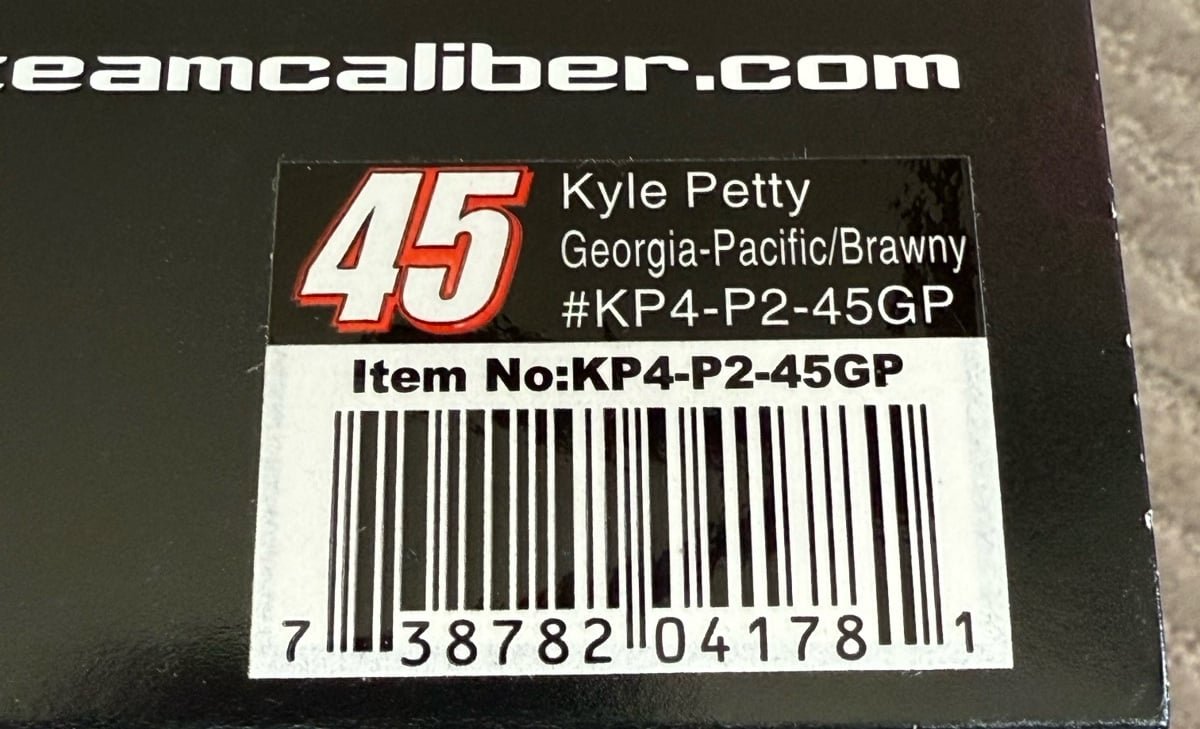 teamcaliber.com
45
Kyle Petty
Georgia-Pacific/Brawny
#KP4-P2-45GP
Item No:KP4-P2-45GP
7 38782 04178 1